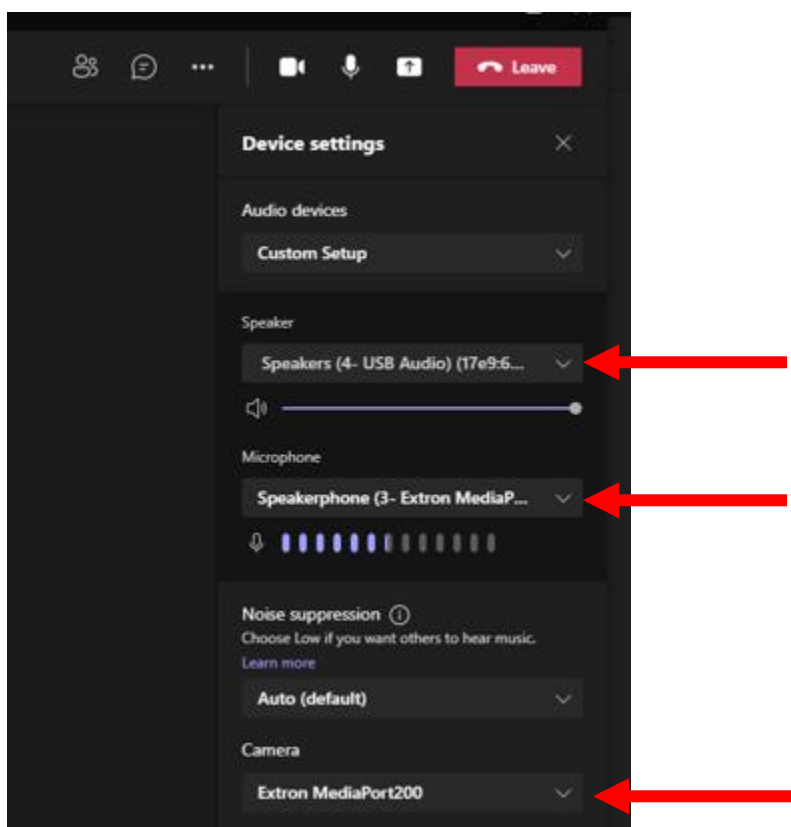 Leave
Device settings
Audio devices
Custom Setup
Speaker
Speakers (4- USB Audio) (17e9:6...
Microphone
Speakerphone (3- Extron MediaP...
Noise suppression
Choose Low if you want others to hear music.
Learn more
Auto (default)
Camera
Extron MediaPort200